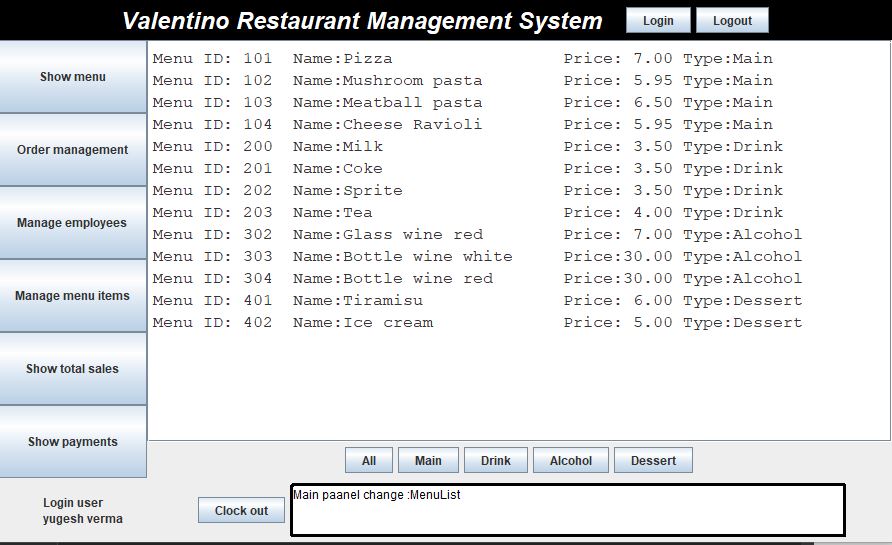 Valentino Restaurant Management System Login Logout
Show menu
Order management
Manage employees
Manage menu items
Show total sales
Show payments
Menu ID: 101 Name:Pizza Price: 7.00 Type:Main
Menu ID: 102 Name:Mushroom pasta Price: 5.95 Type:Main
Menu ID: 103 Name:Meatball pasta Price: 6.50 Type:Main
Menu ID: 104 Name:Cheese Ravioli Price: 5.95 Type:Main
Menu ID: 200 Name:Milk Price: 3.50 Type:Drink
Menu ID: 201 Name:Coke Price: 3.50 Type:Drink
Menu ID: 202 Name:Sprite Price: 3.50 Type:Drink
Menu ID: 203 Name:Tea Price: 4.00 Type:Drink
Menu ID: 302 Name:Glass wine red Price: 7.00 Type:Alcohol
Menu ID: 303 Name:Bottle wine white Price:30.00 Type:Alcohol
Menu ID: 304 Name:Bottle wine red Price:30.00 Type:Alcohol
Menu ID: 401 Name:Tiramisu Price: 6.00 Type:Dessert
Menu ID: 402 Name:Ice cream Price: 5.00 Type:Dessert
All Main Drink Alcohol Dessert
Login user
yugesh verma
Clock out
Main paanel change :MenuList